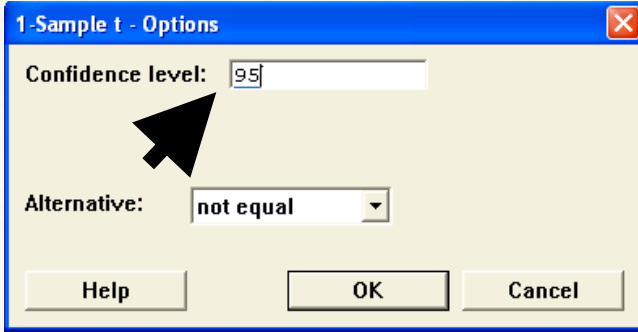 1-Sample t - Options
Confidence level: 95
Alternative: not equal
Help OK Cancel